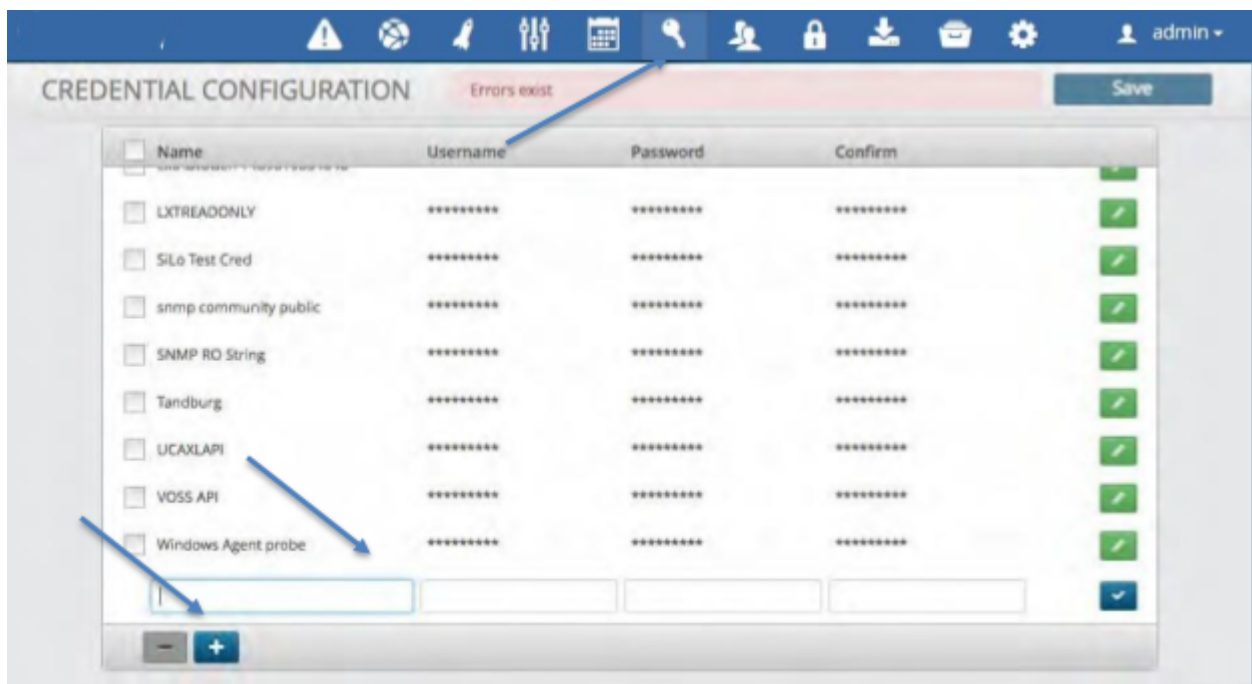 admin
CREDENTIAL CONFIGURATION Errors exist Save
Name Username Password Confirm
LXTREADONLY ********* ********* *********
SiLo Test Cred ********* ********* *********
snmp community public ********* ********* *********
SNMP RO String ********* ********* *********
Tandburg ********* ********* *********
UCAXLAPI ********* ********* *********
VOSS API ********* ********* *********
Windows Agent probe ********* ********* *********